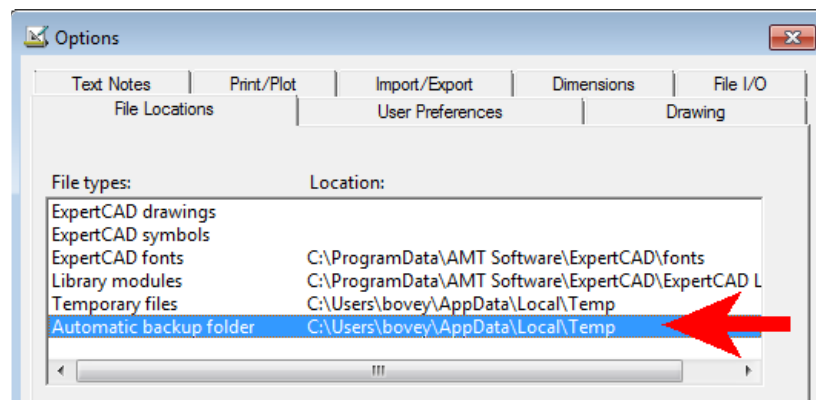 Options
Text Notes Print/Plot Import/Export Dimensions File I/O
File Locations User Preferences Drawing
File types: Location:
ExpertCAD drawings
ExpertCAD symbols
ExpertCAD fonts C:\ProgramData\AMT Software\ExpertCAD\fonts
Library modules C:\ProgramData\AMT Software\ExpertCAD\ExpertCAD L
Temporary files C:\Users\bovey\AppData\Local\Temp
Automatic backup folder C:\Users\bovey\AppData\Local\Temp